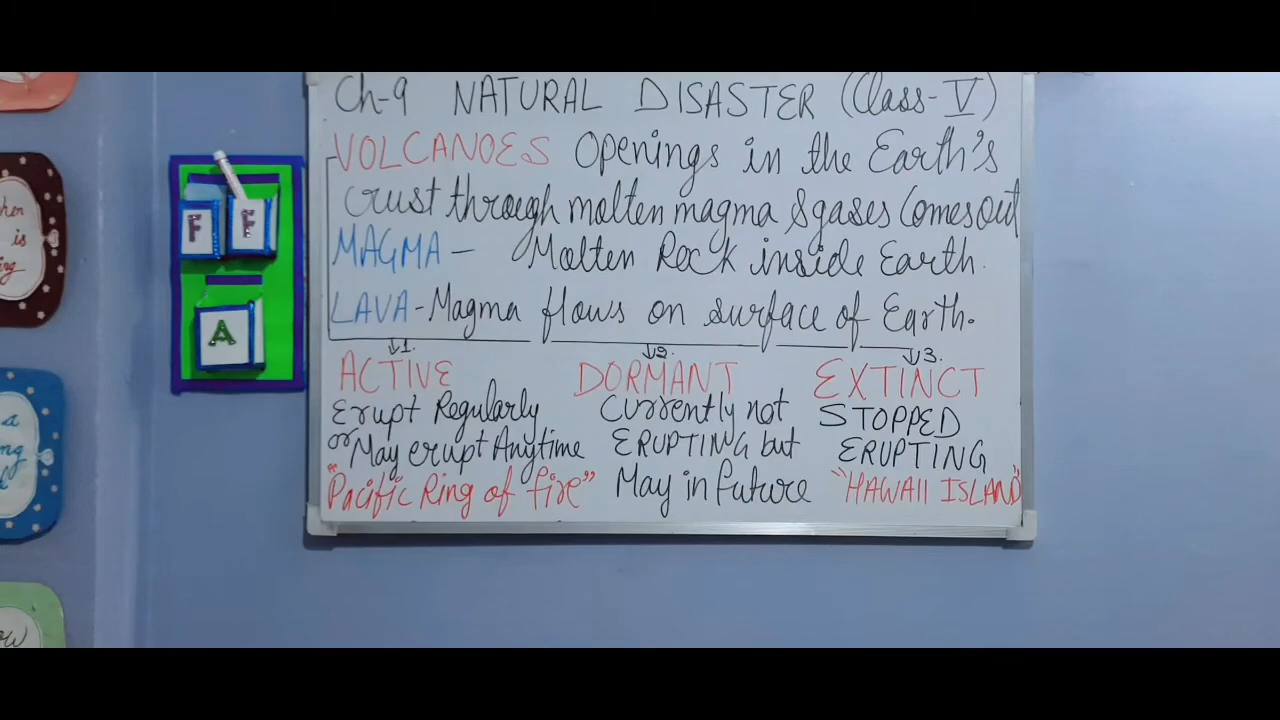 Ch-9 NATURAL DISASTER (Class-V)
VOLCANOES Openings in the Earth's
crust through molten magma & gases Comes out
MAGMA - Molten Rock inside Earth.
LAVA - Magma flows on surface of Earth.
1. 2. 3.
ACTIVE DORMANT EXTINCT
Erupt Regularly Currently not STOPPED
or May erupt Anytime ERUPTING but ERUPTING
"Pacific Ring of fire" May in future "HAWAII ISLAND"
F F
A
is
a